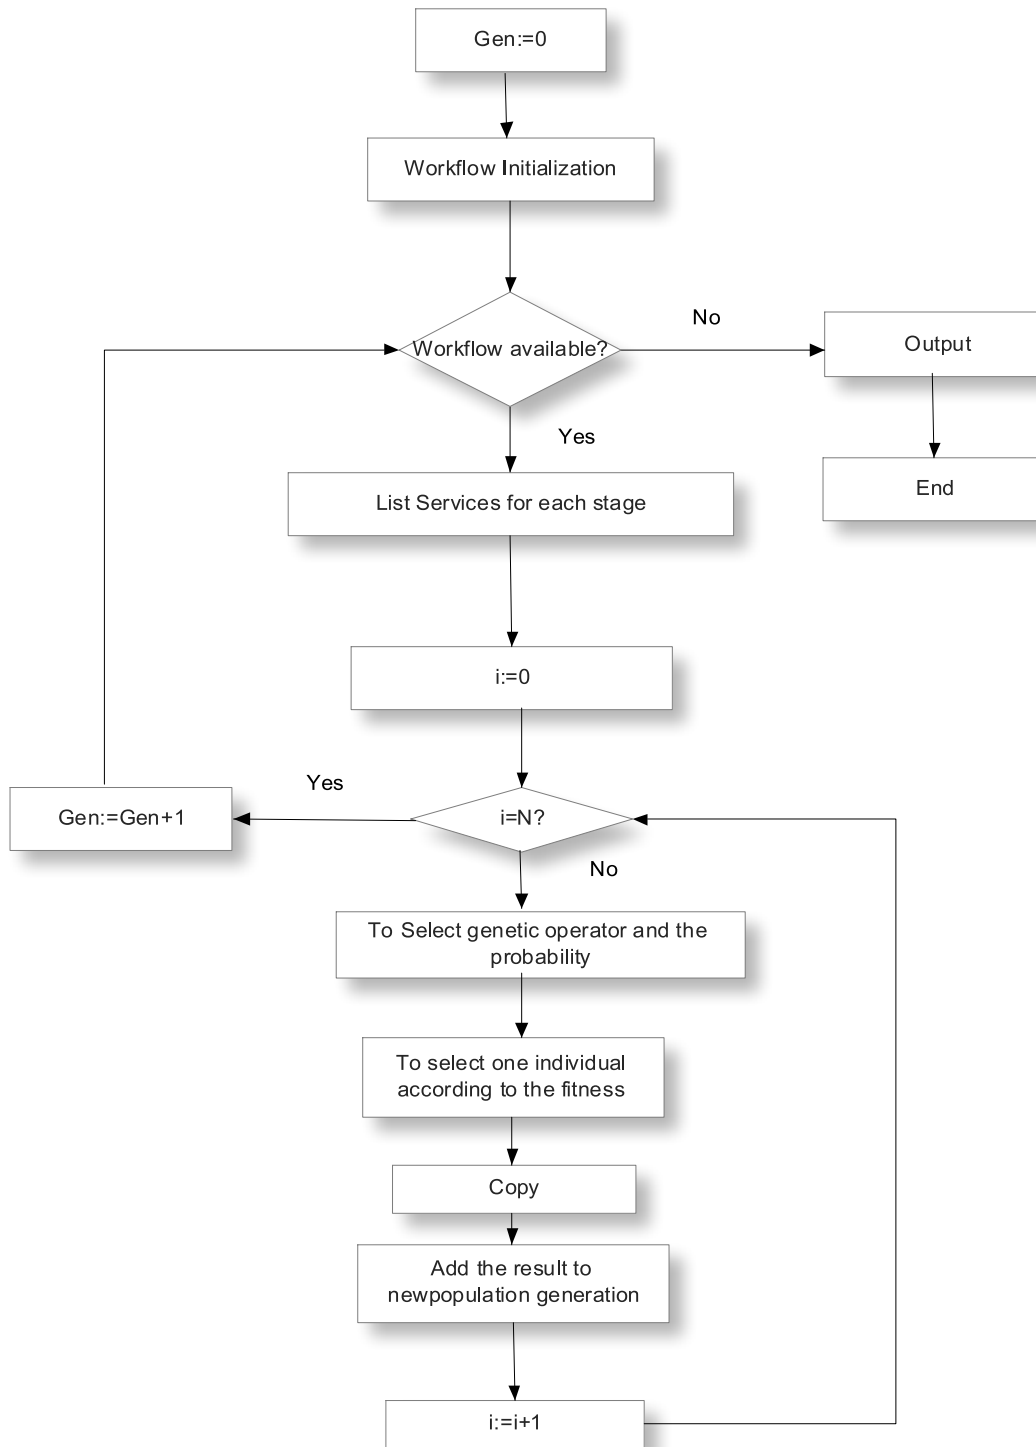 Gen:=0
Workflow Initialization
Workflow available?
No
Output
Yes
End
List Services for each stage
i:=0
Yes
Gen:=Gen+1
i=N?
No
To Select genetic operator and the
probability
To select one individual
according to the fitness
Copy
Add the result to
newpopulation generation
i:=i+1